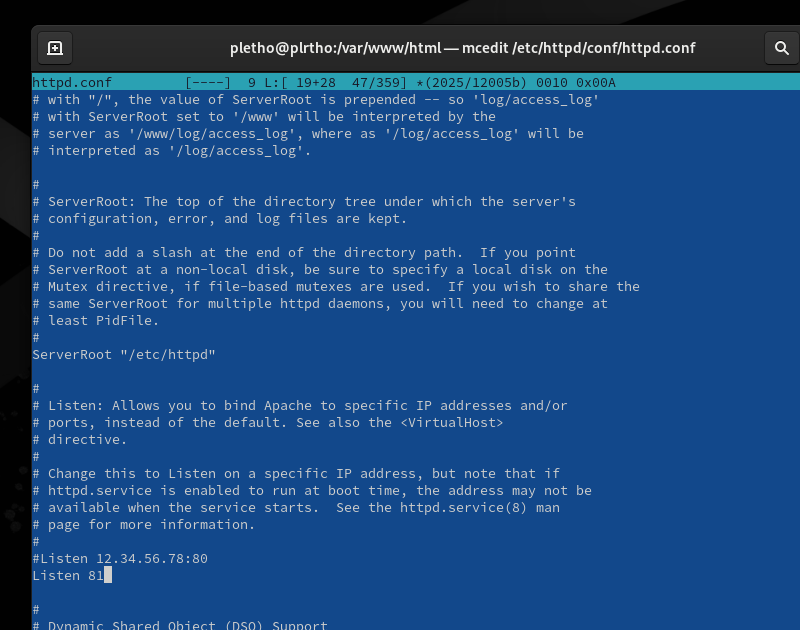 pletho@plrtho:/var/www/html — mcedit /etc/httpd/conf/httpd.conf
httpd.conf         [----]  9 L:[ 19+28  47/359] *(2025/12005b) 0010 0x00A
# with "/", the value of ServerRoot is prepended -- so 'log/access_log'
# with ServerRoot set to '/www' will be interpreted by the
# server as '/www/log/access_log', where as '/log/access_log' will be
# interpreted as '/log/access_log'.
#
# ServerRoot: The top of the directory tree under which the server's
# configuration, error, and log files are kept.
#
# Do not add a slash at the end of the directory path.  If you point
# ServerRoot at a non-local disk, be sure to specify a local disk on the
# Mutex directive, if file-based mutexes are used.  If you wish to share the
# same ServerRoot for multiple httpd daemons, you will need to change at
# least PidFile.
#
ServerRoot "/etc/httpd"
#
# Listen: Allows you to bind Apache to specific IP addresses and/or
# ports, instead of the default. See also the <VirtualHost>
# directive.
#
# Change this to Listen on a specific IP address, but note that if
# httpd.service is enabled to run at boot time, the address may not be
# available when the service starts.  See the httpd.service(8) man
# page for more information.
#
#Listen 12.34.56.78:80
Listen 81
#
# Dynamic Shared Object (DSO) Support